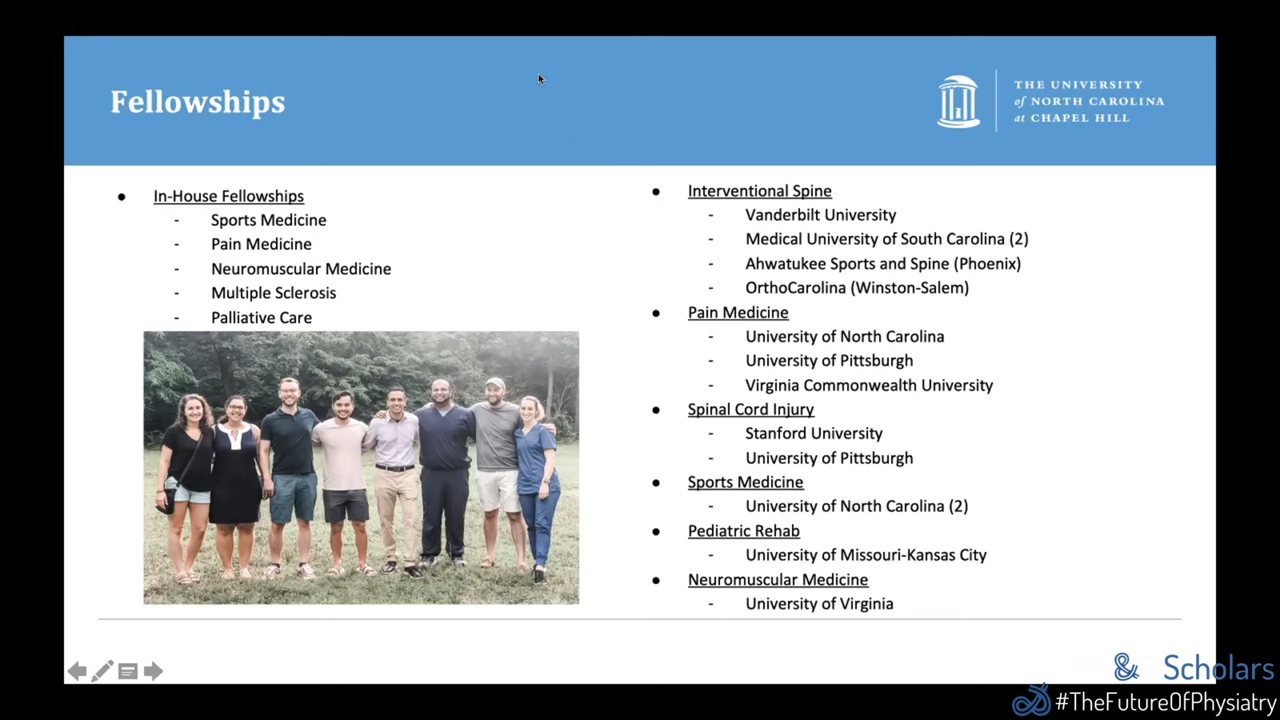 Fellowships
THE UNIVERSITY
of NORTH CAROLINA
at CHAPEL HILL
● In-House Fellowships
- Sports Medicine
- Pain Medicine
- Neuromuscular Medicine
- Multiple Sclerosis
- Palliative Care
● Interventional Spine
- Vanderbilt University
- Medical University of South Carolina (2)
- Ahwatukee Sports and Spine (Phoenix)
- OrthoCarolina (Winston-Salem)
● Pain Medicine
- University of North Carolina
- University of Pittsburgh
- Virginia Commonwealth University
● Spinal Cord Injury
- Stanford University
- University of Pittsburgh
● Sports Medicine
- University of North Carolina (2)
● Pediatric Rehab
- University of Missouri-Kansas City
● Neuromuscular Medicine
- University of Virginia
& Scholars
#TheFutureOfPhysiatry